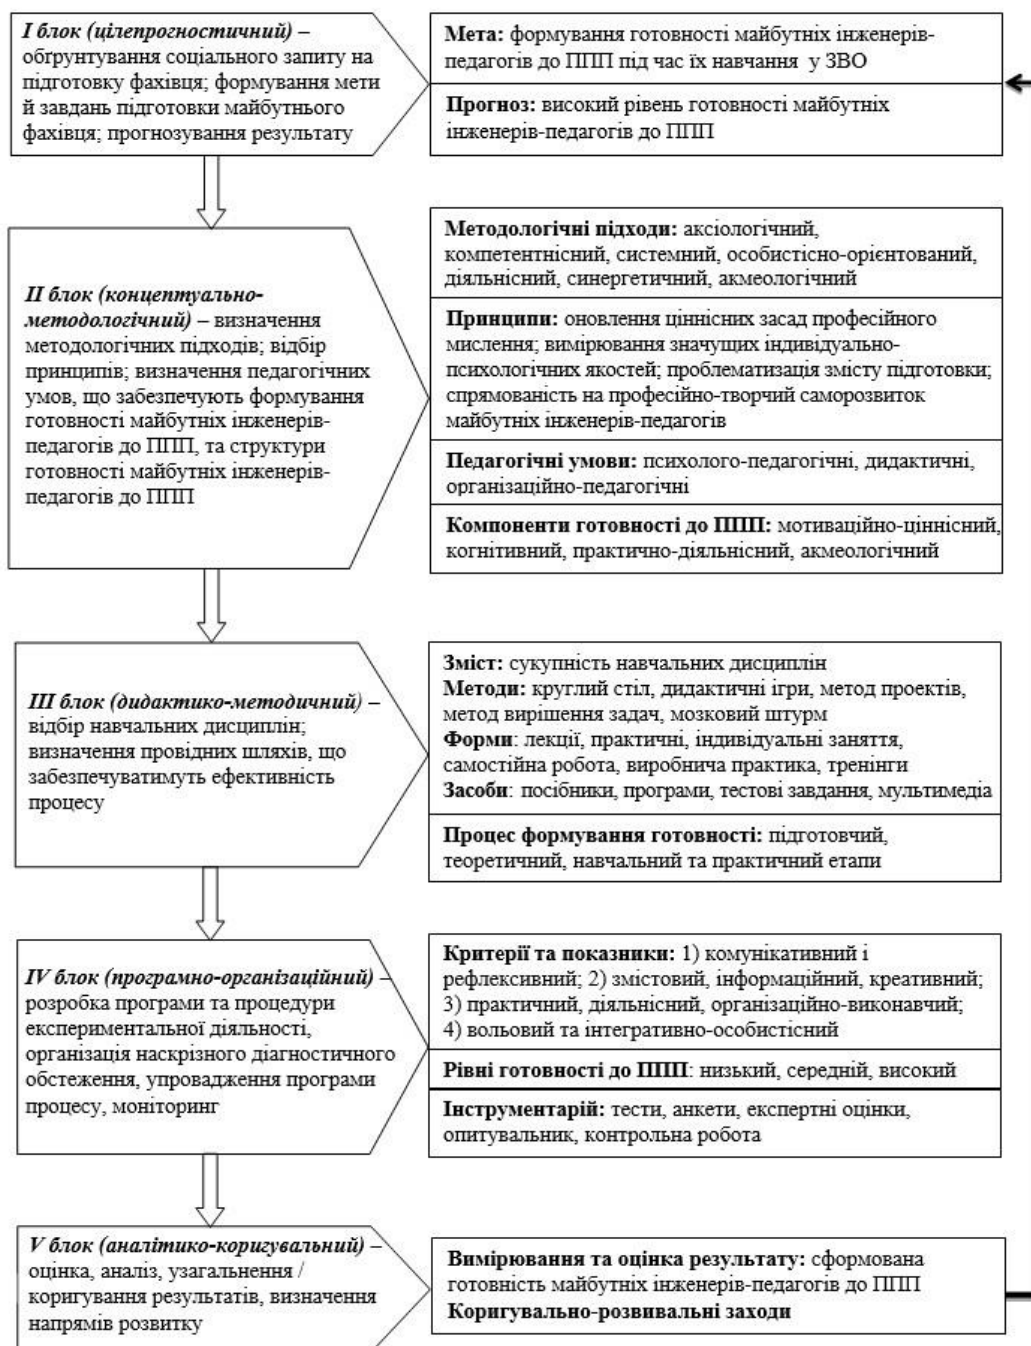 I блок (цілепрогностичний) –
обґрунтування соціального запиту на
підготовку фахівця; формування мети
й завдань підготовки майбутнього
фахівця; прогнозування результату
Мета: формування готовності майбутніх інженерів-
педагогів до ППП під час їх навчання у ЗВО
Прогноз: високий рівень готовності майбутніх
інженерів-педагогів до ППП
II блок (концептуально-
методологічний) – визначення
методологічних підходів; відбір
принципів; визначення педагогічних
умов, що забезпечують формування
готовності майбутніх інженерів-
педагогів до ППП, та структури
готовності майбутніх інженерів-
педагогів до ППП
Методологічні підходи: аксіологічний,
компетентнісний, системний, особистісно-орієнтований,
діяльнісний, синергетичний, акмеологічний
Принципи: оновлення ціннісних засад професійного
мислення; вимірювання значущих індивідуально-
психологічних якостей; проблематизація змісту підготовки;
спрямованість на професійно-творчий саморозвиток
майбутніх інженерів-педагогів
Педагогічні умови: психолого-педагогічні, дидактичні,
організаційно-педагогічні
Компоненти готовності до ППП: мотиваційно-ціннісний,
когнітивний, практично-діяльнісний, акмеологічний
III блок (дидактико-методичний) –
відбір навчальних дисциплін;
визначення провідних шляхів, що
забезпечуватимуть ефективність
процесу
Зміст: сукупність навчальних дисциплін
Методи: круглий стіл, дидактичні ігри, метод проектів,
метод вирішення задач, мозковий штурм
Форми: лекції, практичні, індивідуальні заняття,
самостійна робота, виробнича практика, тренінги
Засоби: посібники, програми, тестові завдання, мультимедіа
Процес формування готовності: підготовчий,
теоретичний, навчальний та практичний етапи
IV блок (програмно-організаційний) –
розробка програми та процедури
експериментальної діяльності,
організація наскрізного діагностичного
обстеження, упровадження програми
процесу, моніторинг
Критерії та показники: 1) комунікативний і
рефлексивний; 2) змістовий, інформаційний, креативний;
3) практичний, діяльнісний, організаційно-виконавчий;
4) вольовий та інтегративно-особистісний
Рівні готовності до ППП: низький, середній, високий
Інструментарій: тести, анкети, експертні оцінки,
опитувальник, контрольна робота
V блок (аналітико-коригувальний) –
оцінка, аналіз, узагальнення /
коригування результатів, визначення
напрямів розвитку
Вимірювання та оцінка результату: сформована
готовність майбутніх інженерів-педагогів до ППП
Коригувально-розвивальні заходи